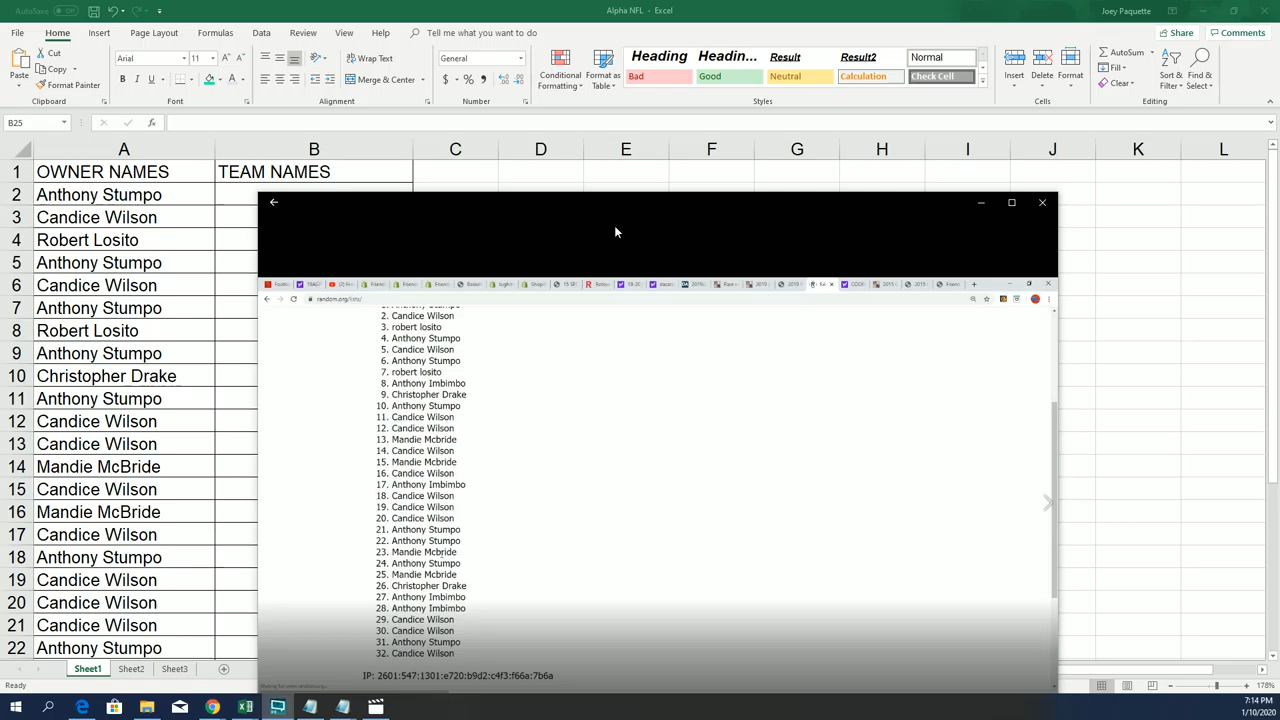 AutoSave Off
Alpha NFL - Excel
Joey Paquette
File Home Insert Page Layout Formulas Data Review View Help Tell me what you want to do
Share Comments
Paste
Cut
Copy
Format Painter
Clipboard
Arial 11
B I U
Font
Wrap Text
Merge & Center
Alignment
General
$ % ,
Number
Conditional Formatting
Format as Table
Heading Headin... Result Result2 Normal
Bad Good Neutral Calculation Check Cell
Styles
Insert Delete Format
Cells
AutoSum
Fill
Clear
Sort & Filter
Find & Select
Editing
B25
fx
A B C D E F G H I J K L
1 OWNER NAMES TEAM NAMES
2 Anthony Stumpo
3 Candice Wilson
4 Robert Losito
5 Anthony Stumpo
6 Candice Wilson
7 Anthony Stumpo
8 Robert Losito
9 Anthony Stumpo
10 Christopher Drake
11 Anthony Stumpo
12 Candice Wilson
13 Candice Wilson
14 Mandie McBride
15 Candice Wilson
16 Mandie McBride
17 Candice Wilson
18 Anthony Stumpo
19 Candice Wilson
20 Candice Wilson
21 Candice Wilson
22 Anthony Stumpo
random.org/lists/
2. Candice Wilson
3. robert losito
4. Anthony Stumpo
5. Candice Wilson
6. Anthony Stumpo
7. robert losito
8. Anthony Imbimbo
9. Christopher Drake
10. Anthony Stumpo
11. Candice Wilson
12. Candice Wilson
13. Mandie Mcbride
14. Candice Wilson
15. Mandie Mcbride
16. Candice Wilson
17. Anthony Imbimbo
18. Candice Wilson
19. Candice Wilson
20. Candice Wilson
21. Anthony Stumpo
22. Anthony Stumpo
23. Mandie Mcbride
24. Anthony Stumpo
25. Mandie Mcbride
26. Christopher Drake
27. Anthony Imbimbo
28. Anthony Imbimbo
29. Candice Wilson
30. Candice Wilson
31. Anthony Stumpo
32. Candice Wilson
IP: 2601:547:1301:e720:b9d2:c4f3:f66a:7b6a
Sheet1 Sheet2 Sheet3
Ready
178%
7:14 PM
1/10/2020